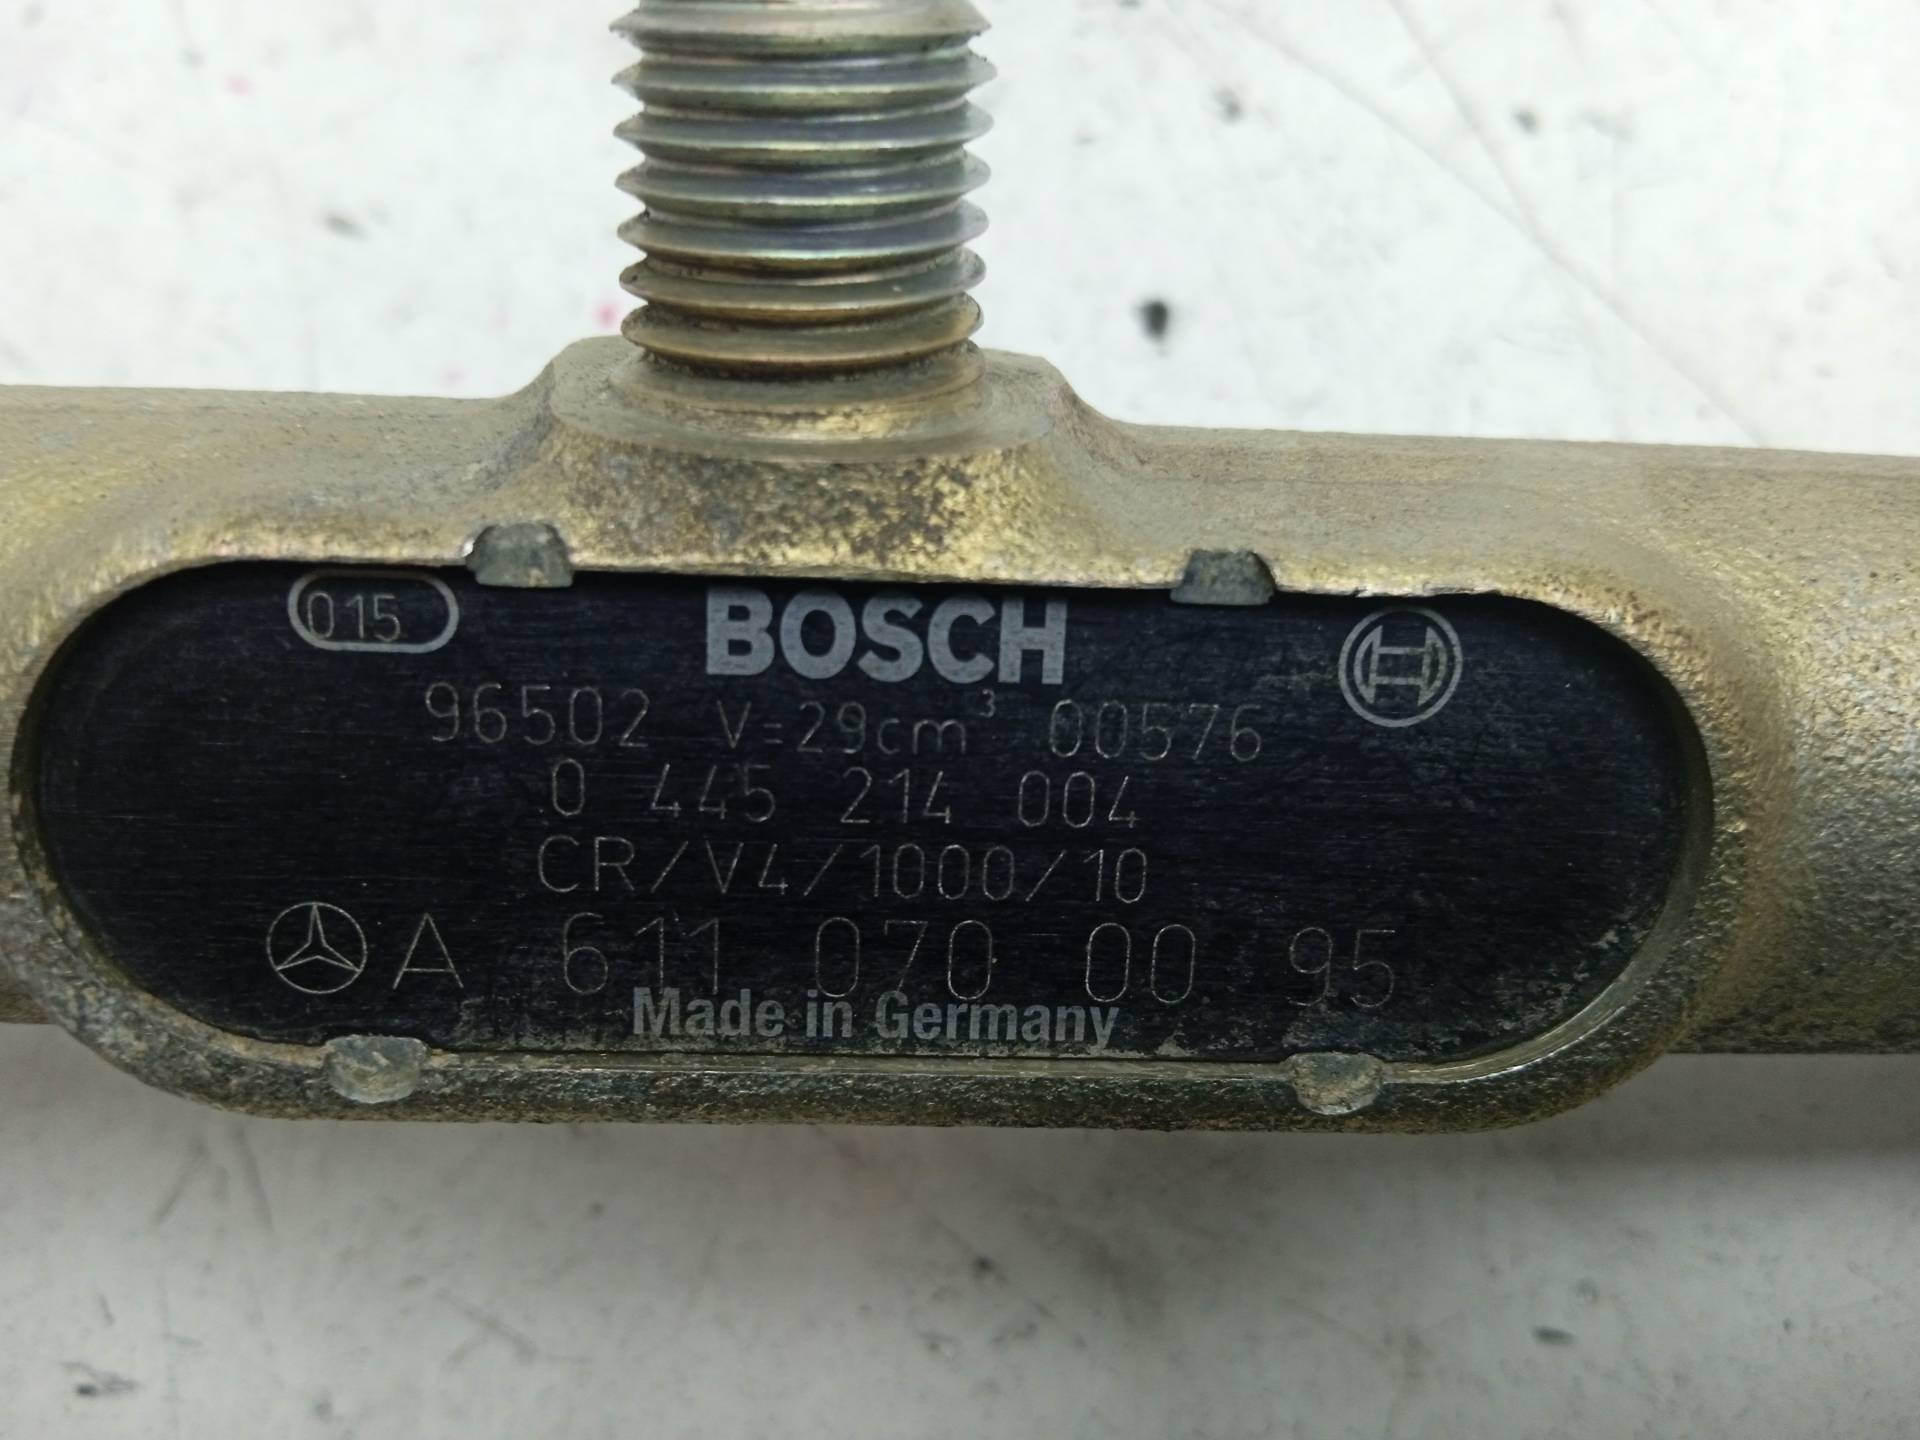 015 BOSCH
96502 V=29cm³ 00576
0 445 214 004
CR/V4/1000/10
A 611 070 00 95
Made in Germany